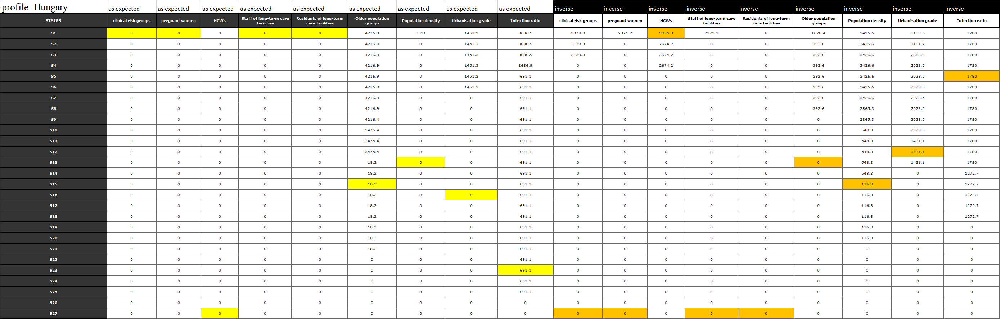 profile: Hungary as expected as expected as expected as expected as expected as expected as expected as expected as expected inverse inverse inverse inverse inverse inverse inverse inverse inverse
STAIRS clinical risk groups pregnant women HCWs Staff of long-term care facilities Residents of long-term care facilities Older population groups Population density Urbanisation grade Infection ratio clinical risk groups pregnant women HCWs Staff of long-term care facilities Residents of long-term care facilities Older population groups Population density Urbanisation grade Infection ratio
S1 0 0 0 0 0 4216.9 3331 1451.3 3636.9 3878.8 2971.2 9836.3 2272.3 0 1628.4 3426.6 8199.6 1780
S2 0 0 0 0 0 4216.9 0 1451.3 3636.9 2139.3 0 2674.2 0 0 392.6 3426.6 3161.2 1780
S3 0 0 0 0 0 4216.9 0 1451.3 3636.9 2139.3 0 2674.2 0 0 392.6 3426.6 2883.4 1780
S4 0 0 0 0 0 4216.9 0 1451.3 3636.9 0 0 2674.2 0 0 392.6 3426.6 2023.5 1780
S5 0 0 0 0 0 4216.9 0 1451.3 691.1 0 0 0 0 0 392.6 3426.6 2023.5 1780
S6 0 0 0 0 0 4216.9 0 1451.3 691.1 0 0 0 0 0 392.6 3426.6 2023.5 1780
S7 0 0 0 0 0 4216.9 0 0 691.1 0 0 0 0 0 392.6 3426.6 2023.5 1780
S8 0 0 0 0 0 4216.9 0 0 691.1 0 0 0 0 0 392.6 2865.3 2023.5 1780
S9 0 0 0 0 0 4216.4 0 0 691.1 0 0 0 0 0 0 2865.3 2023.5 1780
S10 0 0 0 0 0 3475.4 0 0 691.1 0 0 0 0 0 0 548.3 2023.5 1780
S11 0 0 0 0 0 3475.4 0 0 691.1 0 0 0 0 0 0 548.3 1431.1 1780
S12 0 0 0 0 0 3475.4 0 0 691.1 0 0 0 0 0 0 548.3 1431.1 1780
S13 0 0 0 0 0 18.2 0 0 691.1 0 0 0 0 0 0 548.3 1431.1 1780
S14 0 0 0 0 0 18.2 0 0 691.1 0 0 0 0 0 0 548.3 0 1272.7
S15 0 0 0 0 0 18.2 0 0 691.1 0 0 0 0 0 0 116.8 0 1272.7
S16 0 0 0 0 0 18.2 0 0 691.1 0 0 0 0 0 0 116.8 0 1272.7
S17 0 0 0 0 0 18.2 0 0 691.1 0 0 0 0 0 0 116.8 0 1272.7
S18 0 0 0 0 0 18.2 0 0 691.1 0 0 0 0 0 0 116.8 0 1272.7
S19 0 0 0 0 0 18.2 0 0 691.1 0 0 0 0 0 0 116.8 0 0
S20 0 0 0 0 0 18.2 0 0 691.1 0 0 0 0 0 0 116.8 0 0
S21 0 0 0 0 0 18.2 0 0 691.1 0 0 0 0 0 0 0 0 0
S22 0 0 0 0 0 0 0 0 691.1 0 0 0 0 0 0 0 0 0
S23 0 0 0 0 0 0 0 0 691.1 0 0 0 0 0 0 0 0 0
S24 0 0 0 0 0 0 0 0 691.1 0 0 0 0 0 0 0 0 0
S25 0 0 0 0 0 0 0 0 691.1 0 0 0 0 0 0 0 0 0
S26 0 0 0 0 0 0 0 0 0 0 0 0 0 0 0 0 0 0
S27 0 0 0 0 0 0 0 0 0 0 0 0 0 0 0 0 0 0